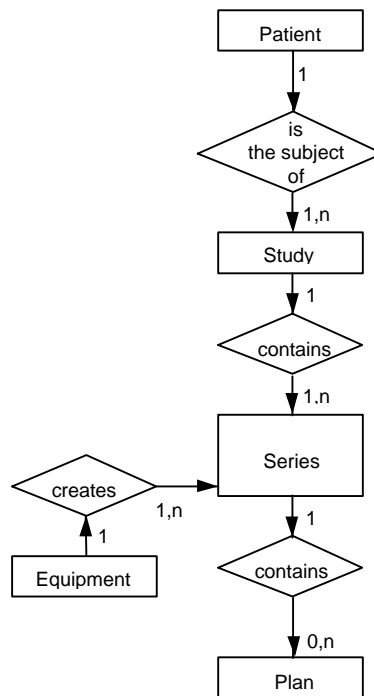 Patient
1
is
the subject
of
1,n
Study
1
contains
1,n
Series
creates
1,n
1
Equipment
1
contains
0,n
Plan